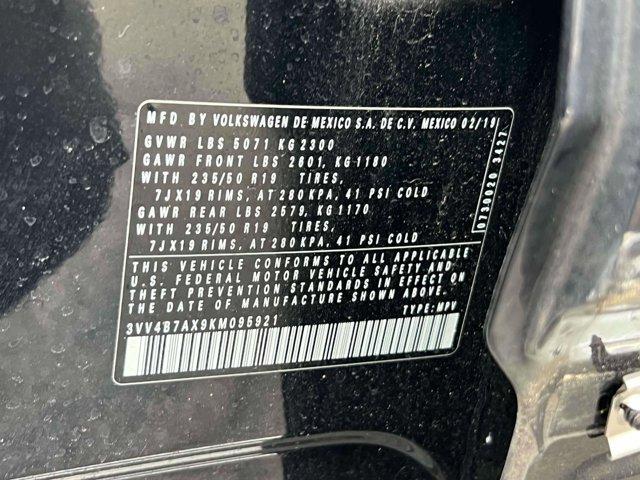 MFD. BY VOLKSWAGEN DE MEXICO S.A. DE C.V. MEXICO 02/19
GVWR LBS 5071 KG 2300
GAWR FRONT LBS 2601, KG 1180
WITH 235/50 R19 TIRES,
7JX19 RIMS, AT 280 KPA, 41 PSI COLD
GAWR REAR LBS 2579, KG 1170
WITH 235/50 R19 TIRES,
7JX19 RIMS, AT 280 KPA, 41 PSI COLD
THIS VEHICLE CONFORMS TO ALL APPLICABLE
U.S. FEDERAL MOTOR VEHICLE SAFETY AND
THEFT PREVENTION STANDARDS IN EFFECT ON
THE DATE OF MANUFACTURE SHOWN ABOVE.
3VV4B7AX9KM095921 TYPE: MPV
0730020 3427